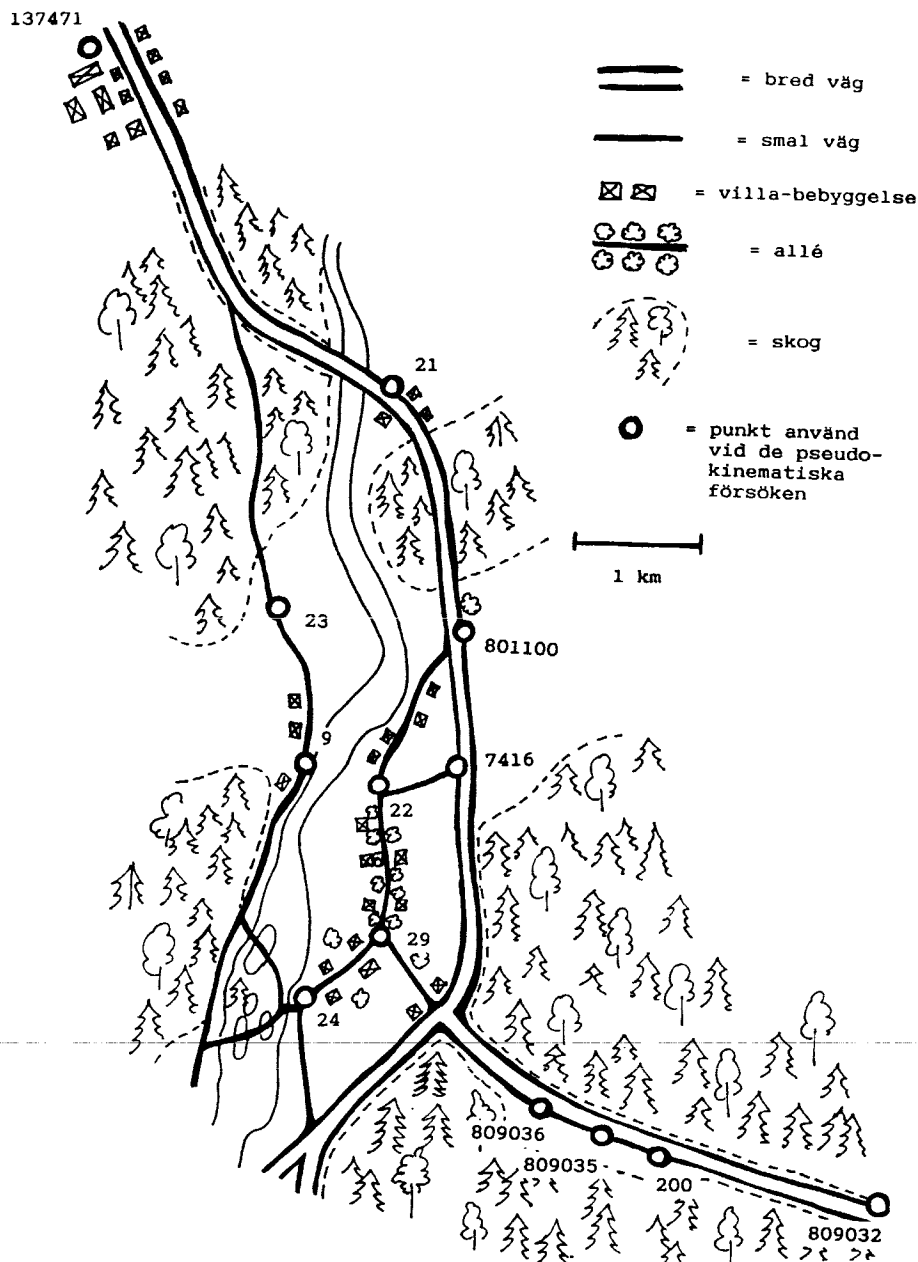 137471
= bred väg
= smal väg
= villa-bebyggelse
= allé
= skog
21
= punkt använd
vid de pseudo-
kinematiska
försöken
1 km
23
801100
9
7416
22
29
24
809036
809035
200
809032